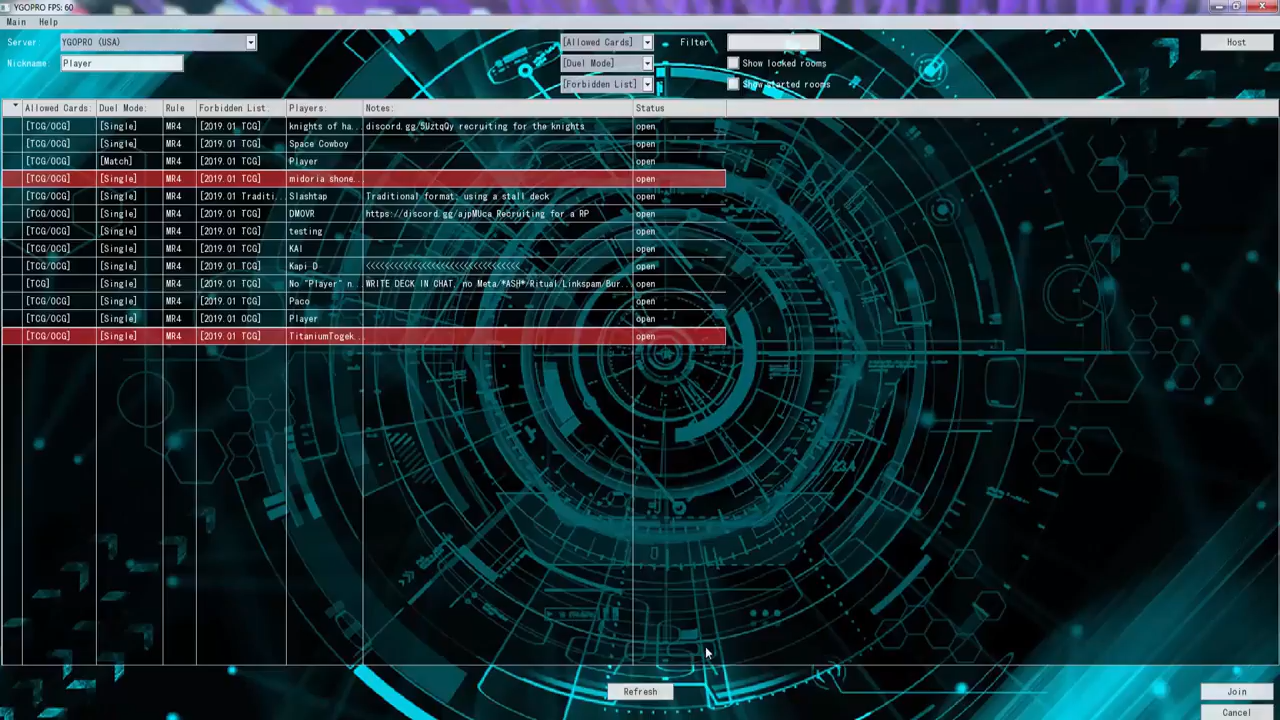 YGOPRO FPS: 60
Main Help
Server: YGOPRO (USA) [Allowed Cards] Filter Host
Nickname: Player [Duel Mode] Show locked rooms
[Forbidden List] Show started rooms
Allowed Cards: Duel Mode: Rule Forbidden List: Players: Notes: Status
[TCG/OCG] [Single] MR4 [2019.01 TCG] knights of ha... discord.gg/5UztqQy recruiting for the knights open
[TCG/OCG] [Single] MR4 [2019.01 TCG] Space Cowboy open
[TCG/OCG] [Match] MR4 [2019.01 TCG] Player open
[TCG/OCG] [Single] MR4 [2019.01 TCG] midoria shone... open
[TCG/OCG] [Single] MR4 [2019.01 Traditi... Slashtap Traditional format; using a stall deck open
[TCG/OCG] [Single] MR4 [2019.01 TCG] DMOVR https://discord.gg/ajpMUca Recruiting for a RP open
[TCG/OCG] [Single] MR4 [2019.01 TCG] testing open
[TCG/OCG] [Single] MR4 [2019.01 TCG] KAI open
[TCG/OCG] [Single] MR4 [2019.01 TCG] Kapi D open
[TCG] [Single] MR4 [2019.01 TCG] No "Player" n... WRITE DECK IN CHAT, no Meta/*ASH*/Ritual/Linkspam/Bur... open
[TCG/OCG] [Single] MR4 [2019.01 TCG] Paco open
[TCG/OCG] [Single] MR4 [2019.01 OCG] Player open
[TCG/OCG] [Single] MR4 [2019.01 TCG] TitaniumTogek... open
Refresh Join
Cancel